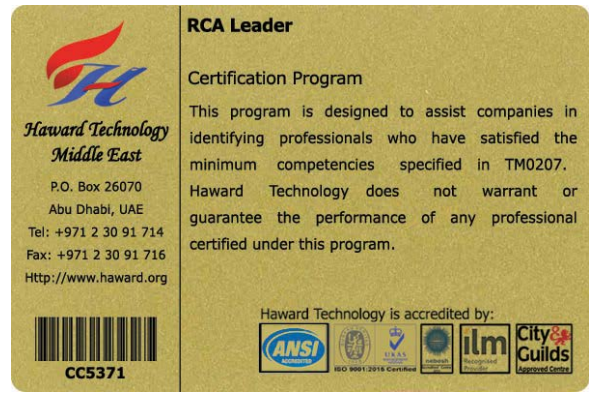 Haward Technology
Middle East
P.O. Box 26070
Abu Dhabi, UAE
Tel: +971 2 30 91 714
Fax: +971 2 30 91 716
Http://www.haward.org
CC5371
RCA Leader
Certification Program
This program is designed to assist companies in
identifying professionals who have satisfied the
minimum competencies specified in TM0207.
Haward Technology does not warrant or
guarantee the performance of any professional
certified under this program.
Haward Technology is accredited by:
ANSI
ACCREDITED
ISO 9001:2015 Certified
UKAS
nebosh
ilm
Recognised
Provider
City&
Guilds
Approved Centre